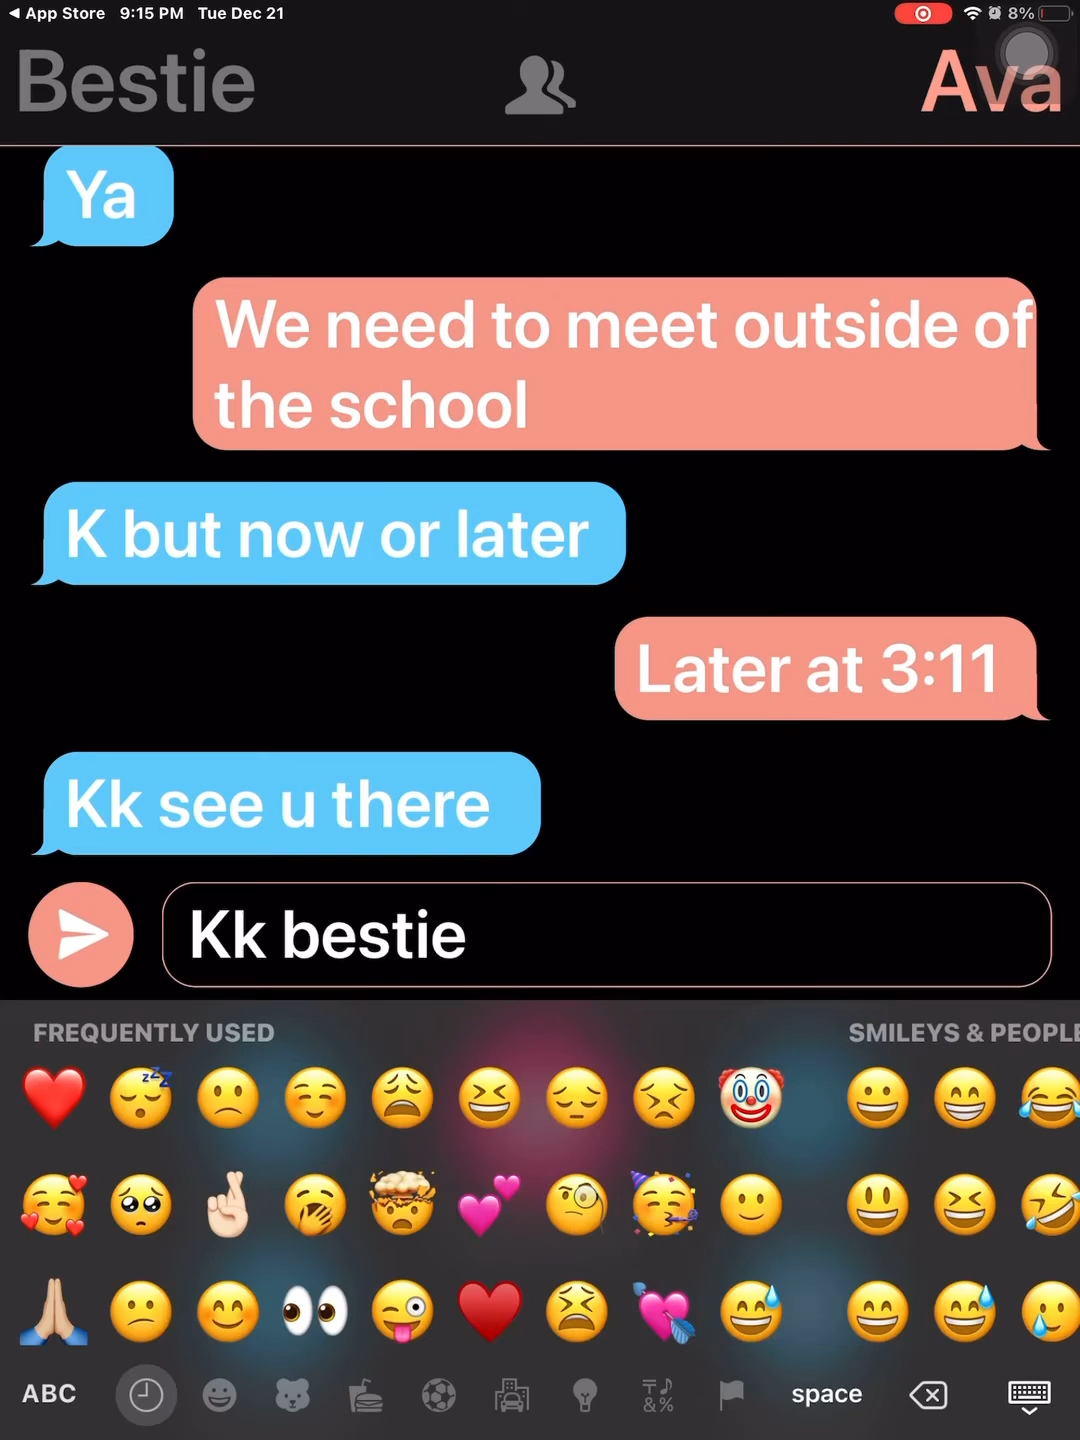 ◀ App Store 9:15 PM Tue Dec 21 8%
Bestie Ava
Ya
We need to meet outside of
the school
K but now or later
Later at 3:11
Kk see u there
Kk bestie
FREQUENTLY USED SMILEYS & PEOPLE
ABC space